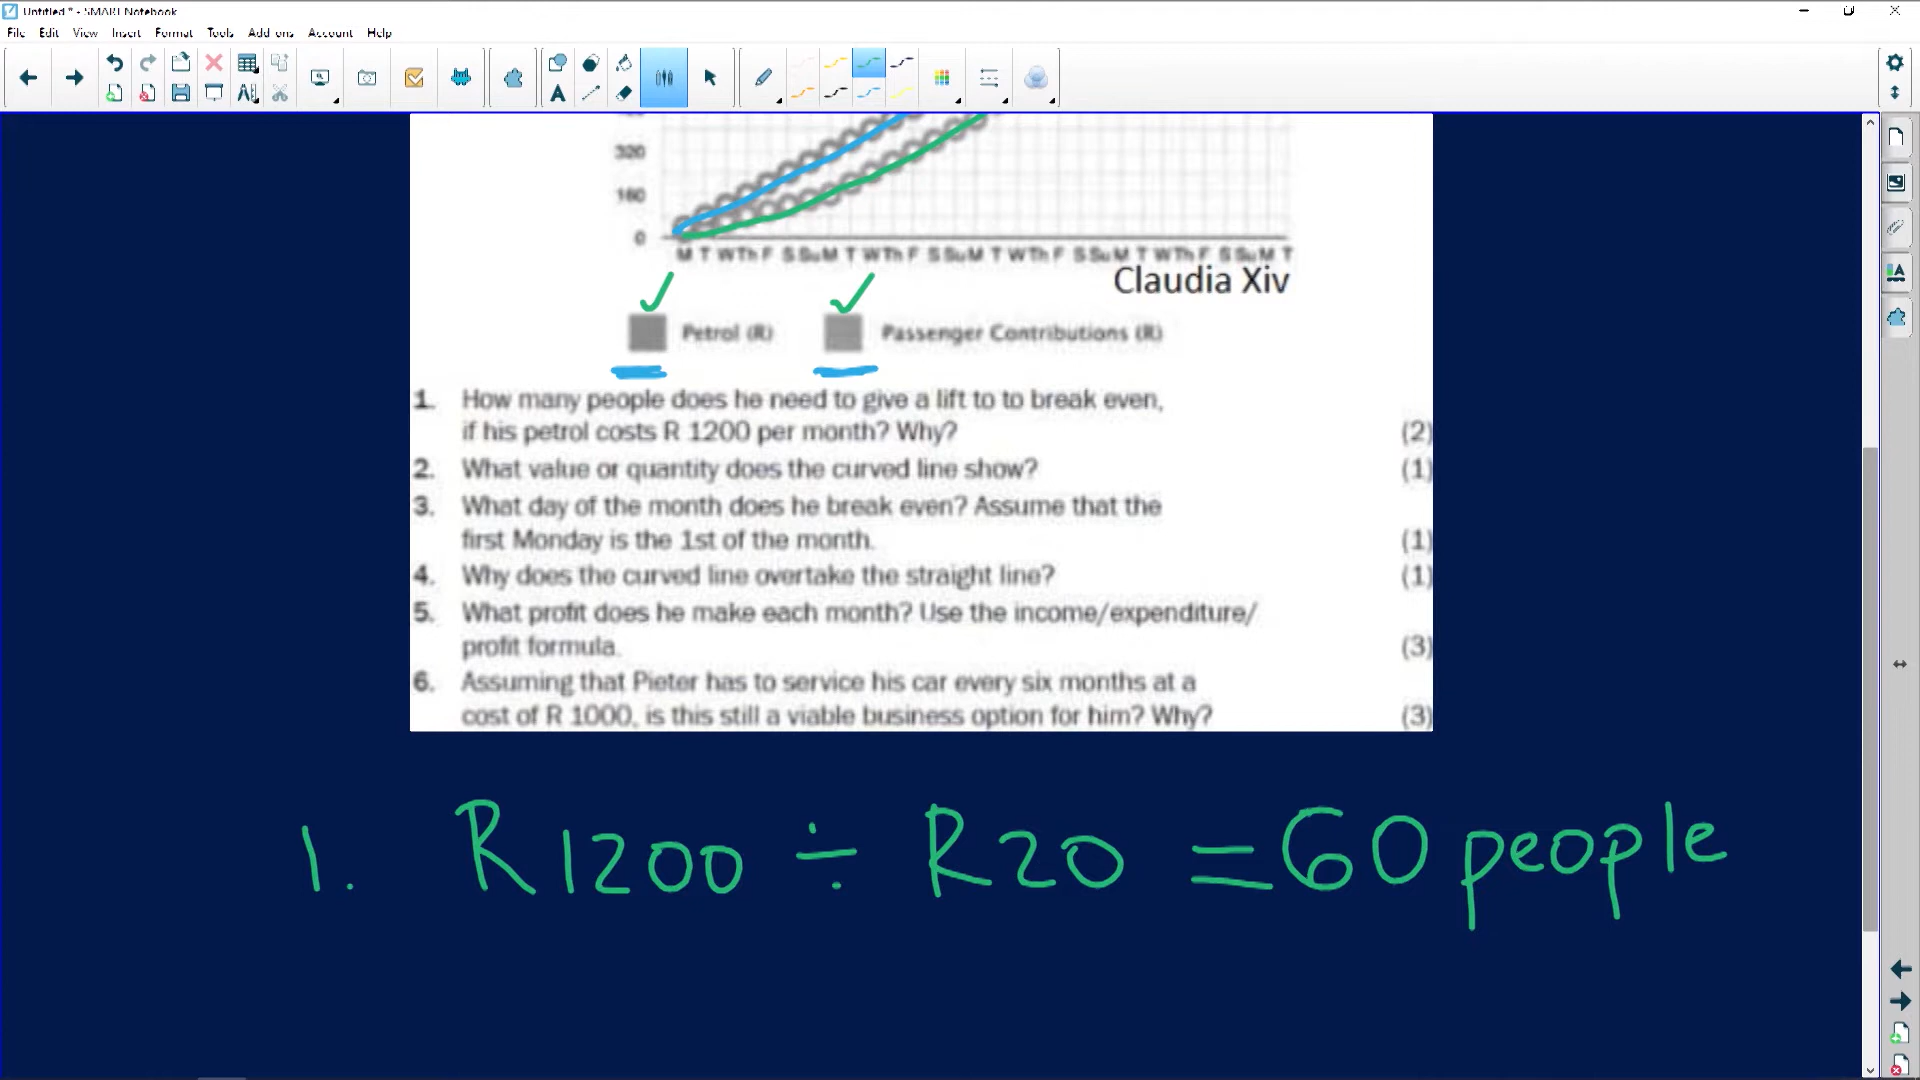 Untitled * - SMART Notebook
File Edit View Insert Format Tools Add-ons Account Help
320
160
0
M T W Th F S Su M T W Th F S Su M T W Th F S Su M T W Th F S Su M T
Claudia Xiv
Petrol (R) Passenger Contributions (R)
1. How many people does he need to give a lift to to break even,
if his petrol costs R 1200 per month? Why? (2)
2. What value or quantity does the curved line show? (1)
3. What day of the month does he break even? Assume that the
first Monday is the 1st of the month. (1)
4. Why does the curved line overtake the straight line? (1)
5. What profit does he make each month? Use the income/expenditure/
profit formula. (3)
6. Assuming that Pieter has to service his car every six months at a
cost of R 1000, is this still a viable business option for him? Why? (3)
1. R1200 ÷ R20 = 60 people